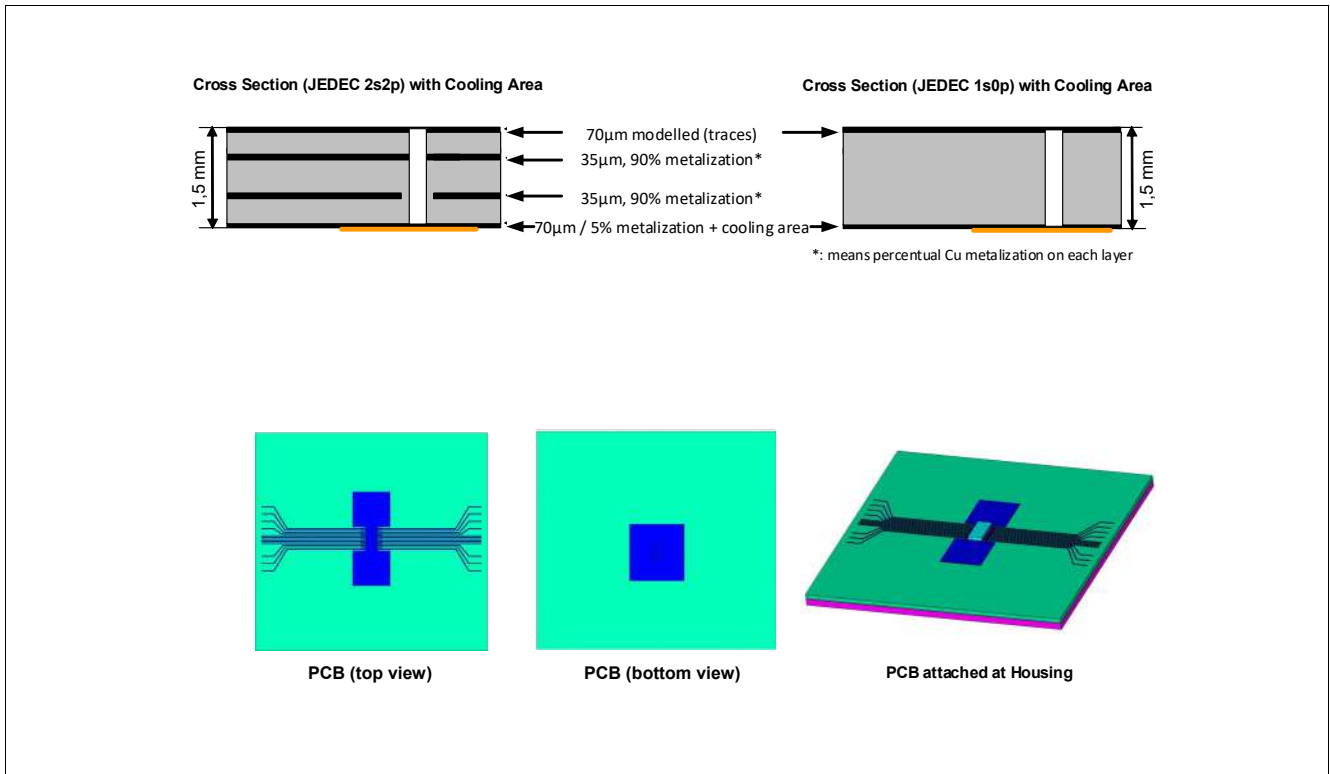 Cross Section (JEDEC 2s2p) with Cooling Area
Cross Section (JEDEC 1s0p) with Cooling Area
1,5 mm
70µm modelled (traces)
35µm, 90% metalization*
35µm, 90% metalization*
70µm / 5% metalization + cooling area
1,5 mm
*: means percentual Cu metalization on each layer
PCB (top view)
PCB (bottom view)
PCB attached at Housing